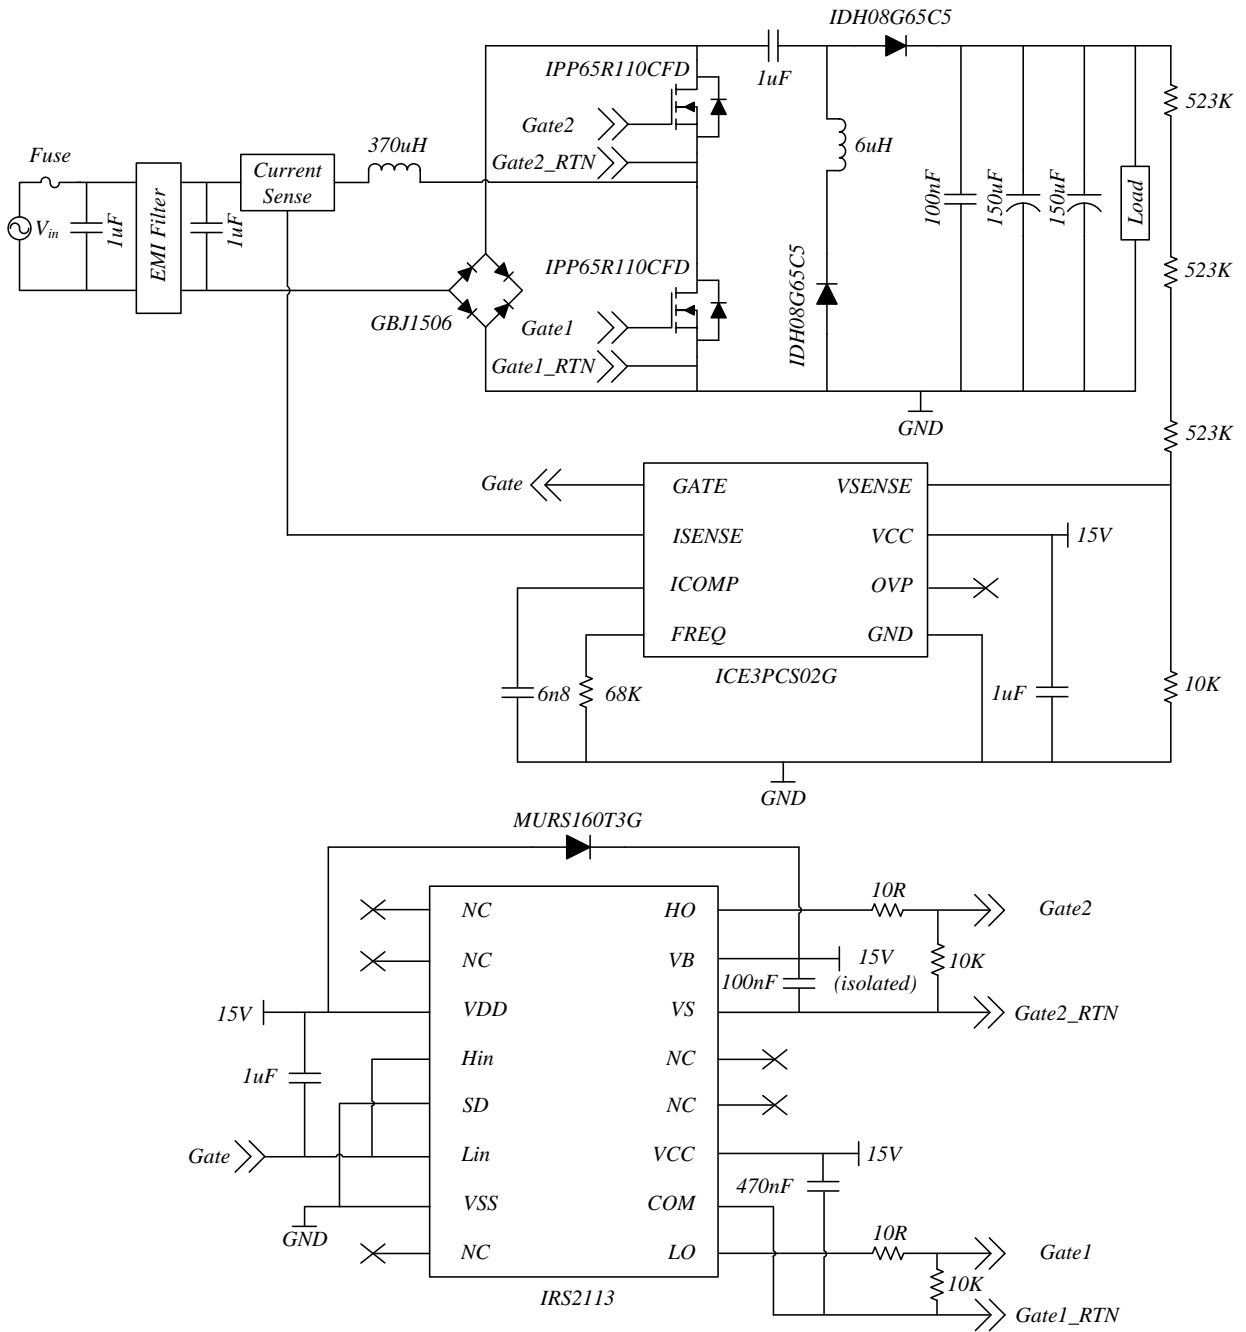 IDH08G65C5
1uF
IPP65R110CFD
Gate2
Gate2_RTN
523K
6uH
Fuse
370uH
Current
Sense
Vin
1uF
EMI Filter
1uF
100nF
150uF
150uF
Load
IPP65R110CFD
523K
GBJ1506
Gate1
Gate1_RTN
IDH08G65C5
GND
523K
Gate
GATE
VSENSE
ISENSE
VCC
15V
ICOMP
OVP
FREQ
GND
ICE3PCS02G
6n8
68K
1uF
10K
GND
MURS160T3G
NC
HO
10R
Gate2
NC
VB
15V
(isolated)
10K
100nF
15V
VDD
VS
Gate2_RTN
1uF
Hin
NC
SD
NC
Gate
Lin
VCC
15V
470nF
VSS
COM
GND
NC
LO
10R
Gate1
10K
IRS2113
Gate1_RTN